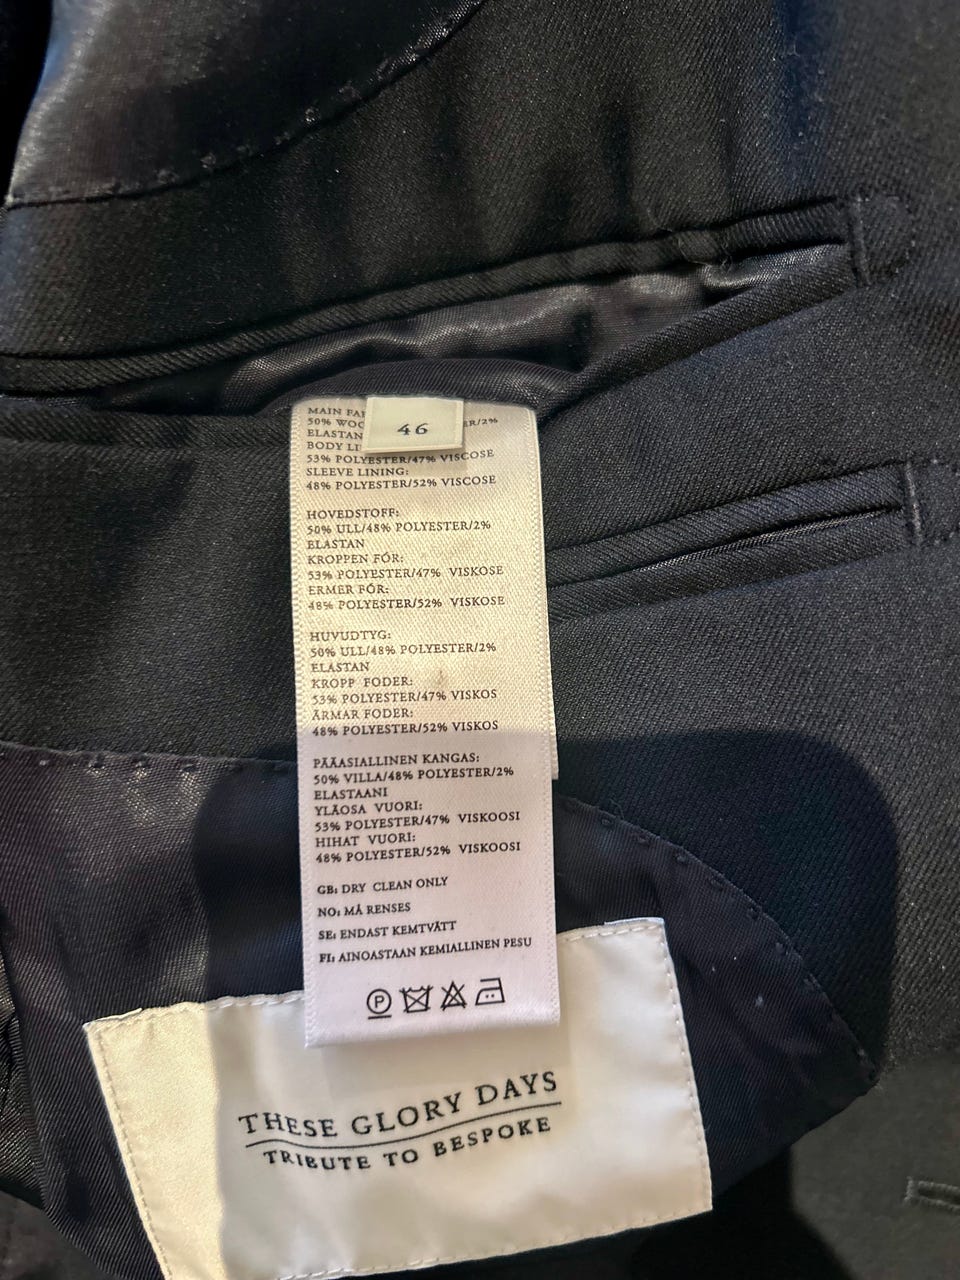 46
MAIN
50% /2%
ELASTAN
BODY
53% POLYESTER/47% VISCOSE
SLEEVE LINING:
48% POLYESTER/52% VISCOSE
HOVEDSTOFF:
50% ULL/48% POLYESTER/2%
ELASTAN
KROPPEN FÓR:
53% POLYESTER/47% VISKOSE
ERMER FÓR:
48% POLYESTER/52% VISKOSE
HUVUDTYG:
50% ULL/48% POLYESTER/2%
ELASTAN
KROPP FODER:
53% POLYESTER/47% VISKOS
ÄRMAR FODER:
48% POLYESTER/52% VISKOS
PÄÄASIALLINEN KANGAS:
50% VILLA/48% POLYESTER/2%
ELASTAANI
YLÄOSA VUORI:
53% POLYESTER/47% VISKOOSI
HIHAT VUORI:
48% POLYESTER/52% VISKOOSI
GB: DRY CLEAN ONLY
NO: MÅ RENSES
SE: ENDAST KEMTVÄTT
FI: AINOASTAAN KEMIALLINEN PESU
P
THESE GLORY DAYS
TRIBUTE TO BESPOKE